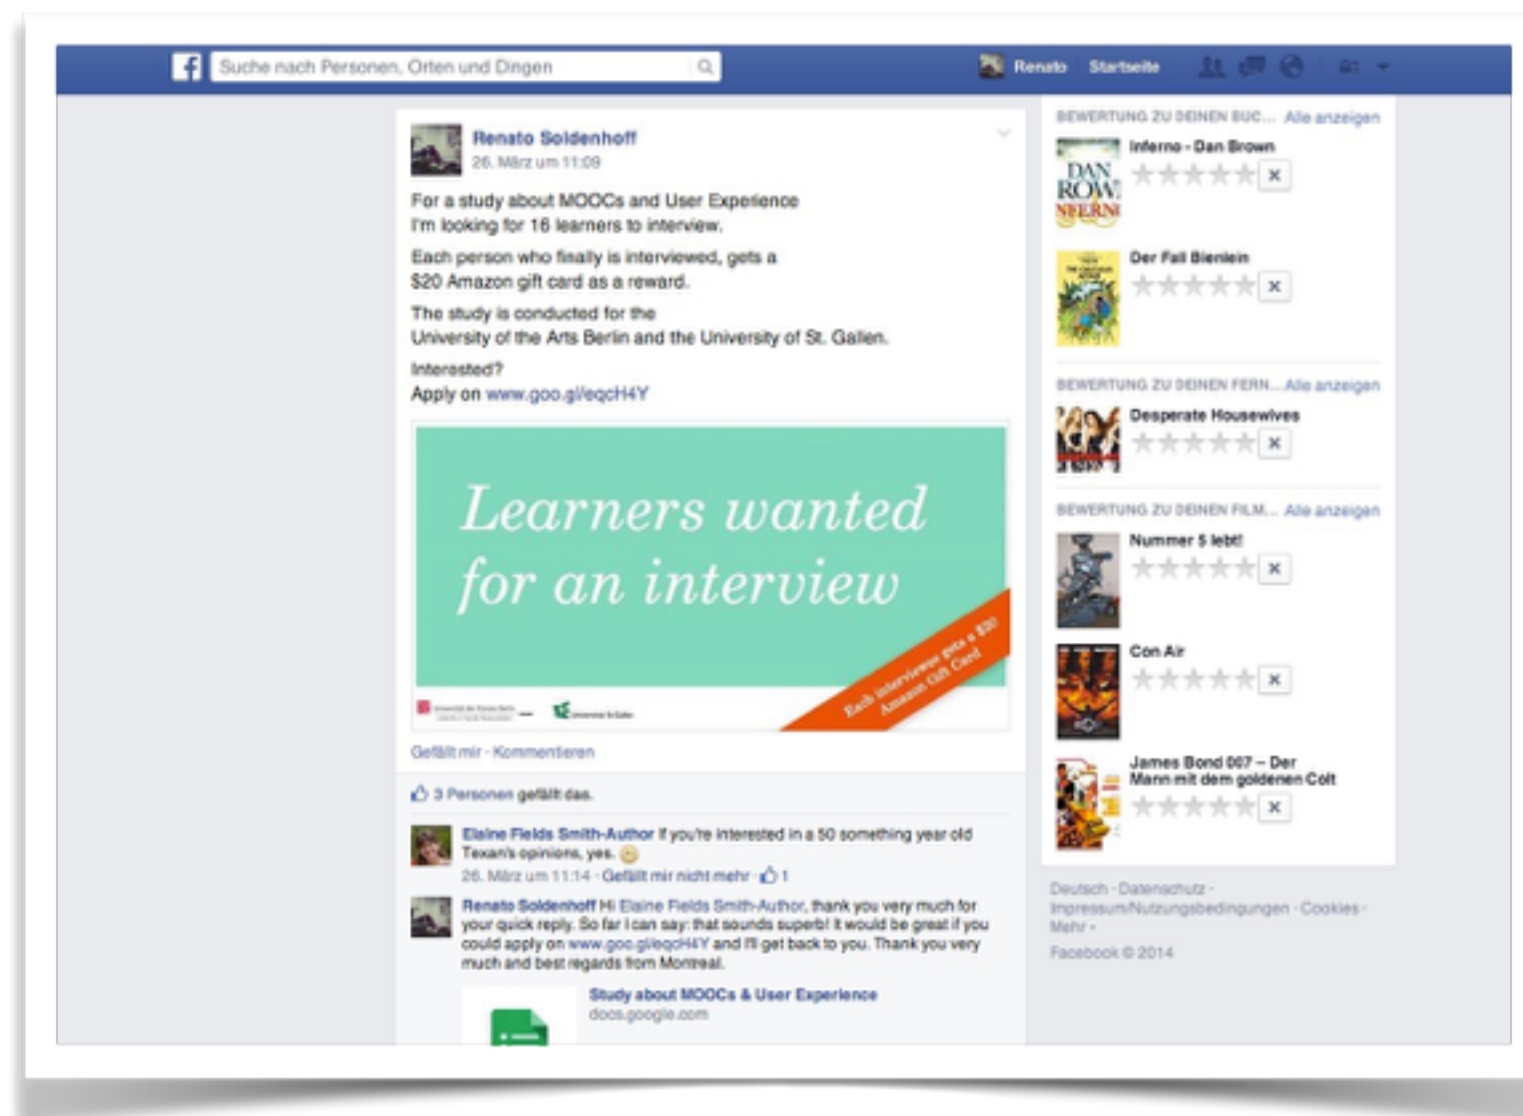 Suche nach Personen, Orten und Dingen
Renato Startseite
Renato Soldenhoff
26. März um 11:09
For a study about MOOCs and User Experience
I'm looking for 16 learners to interview.
Each person who finally is interviewed, gets a
$20 Amazon gift card as a reward.
The study is conducted for the
University of the Arts Berlin and the University of St. Gallen.
Interested?
Apply on www.goo.gl/eqcH4Y
Learners wanted
for an interview
Each interviewer gets a $20
Amazon Gift Card
Universität der Künste Berlin
Universität St.Gallen
Gefällt mir · Kommentieren
3 Personen gefällt das.
Elaine Fields Smith-Author If you're interested in a 50 something year old
Texan's opinions, yes.
26. März um 11:14 · Gefällt mir nicht mehr · 1
Renato Soldenhoff Hi Elaine Fields Smith-Author, thank you very much for
your quick reply. So far I can say: that sounds superb! It would be great if you
could apply on www.goo.gl/eqcH4Y and I'll get back to you. Thank you very
much and best regards from Montreal.
Study about MOOCs & User Experience
docs.google.com
BEWERTUNG ZU DEINEN BÜC... Alle anzeigen
Inferno - Dan Brown
DAN
BROWN
INFERNO
Der Fall Bienlein
BEWERTUNG ZU DEINEN FERN... Alle anzeigen
Desperate Housewives
BEWERTUNG ZU DEINEN FILM... Alle anzeigen
Nummer 5 lebt!
Con Air
James Bond 007 – Der
Mann mit dem goldenen Colt
Deutsch · Datenschutz ·
Impressum/Nutzungsbedingungen · Cookies ·
Mehr
Facebook © 2014